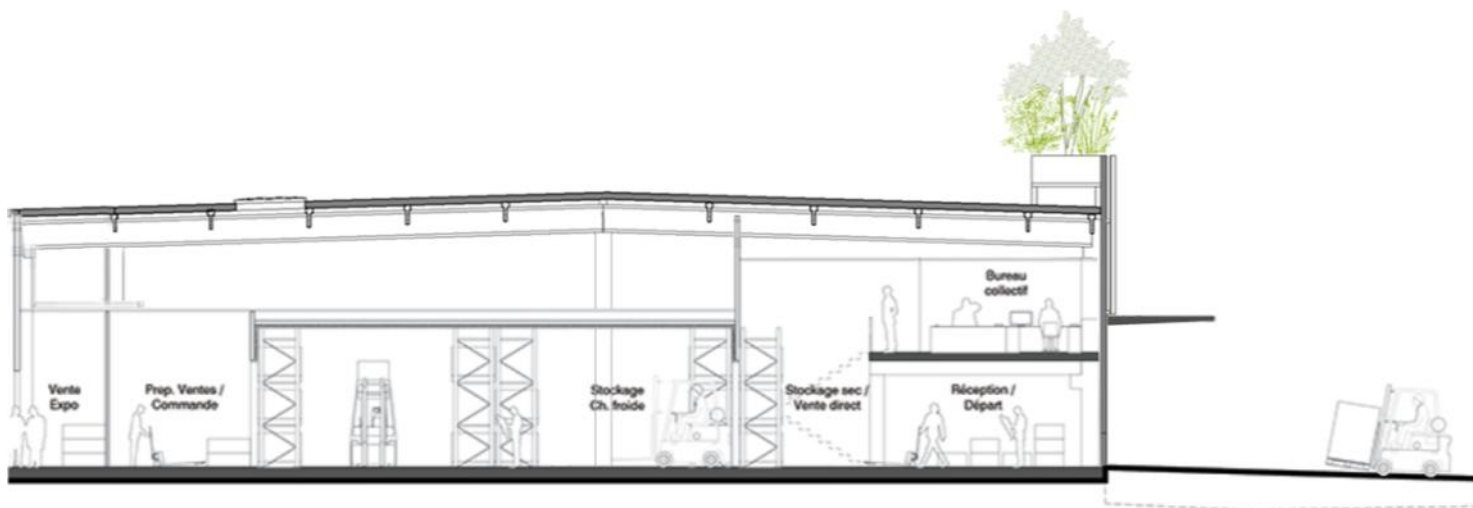 Bureau
collectif
Vente
Expo
Prep. Ventes /
Commande
Stockage
Ch. froide
Stockage sec /
Vente direct
Réception /
Départ